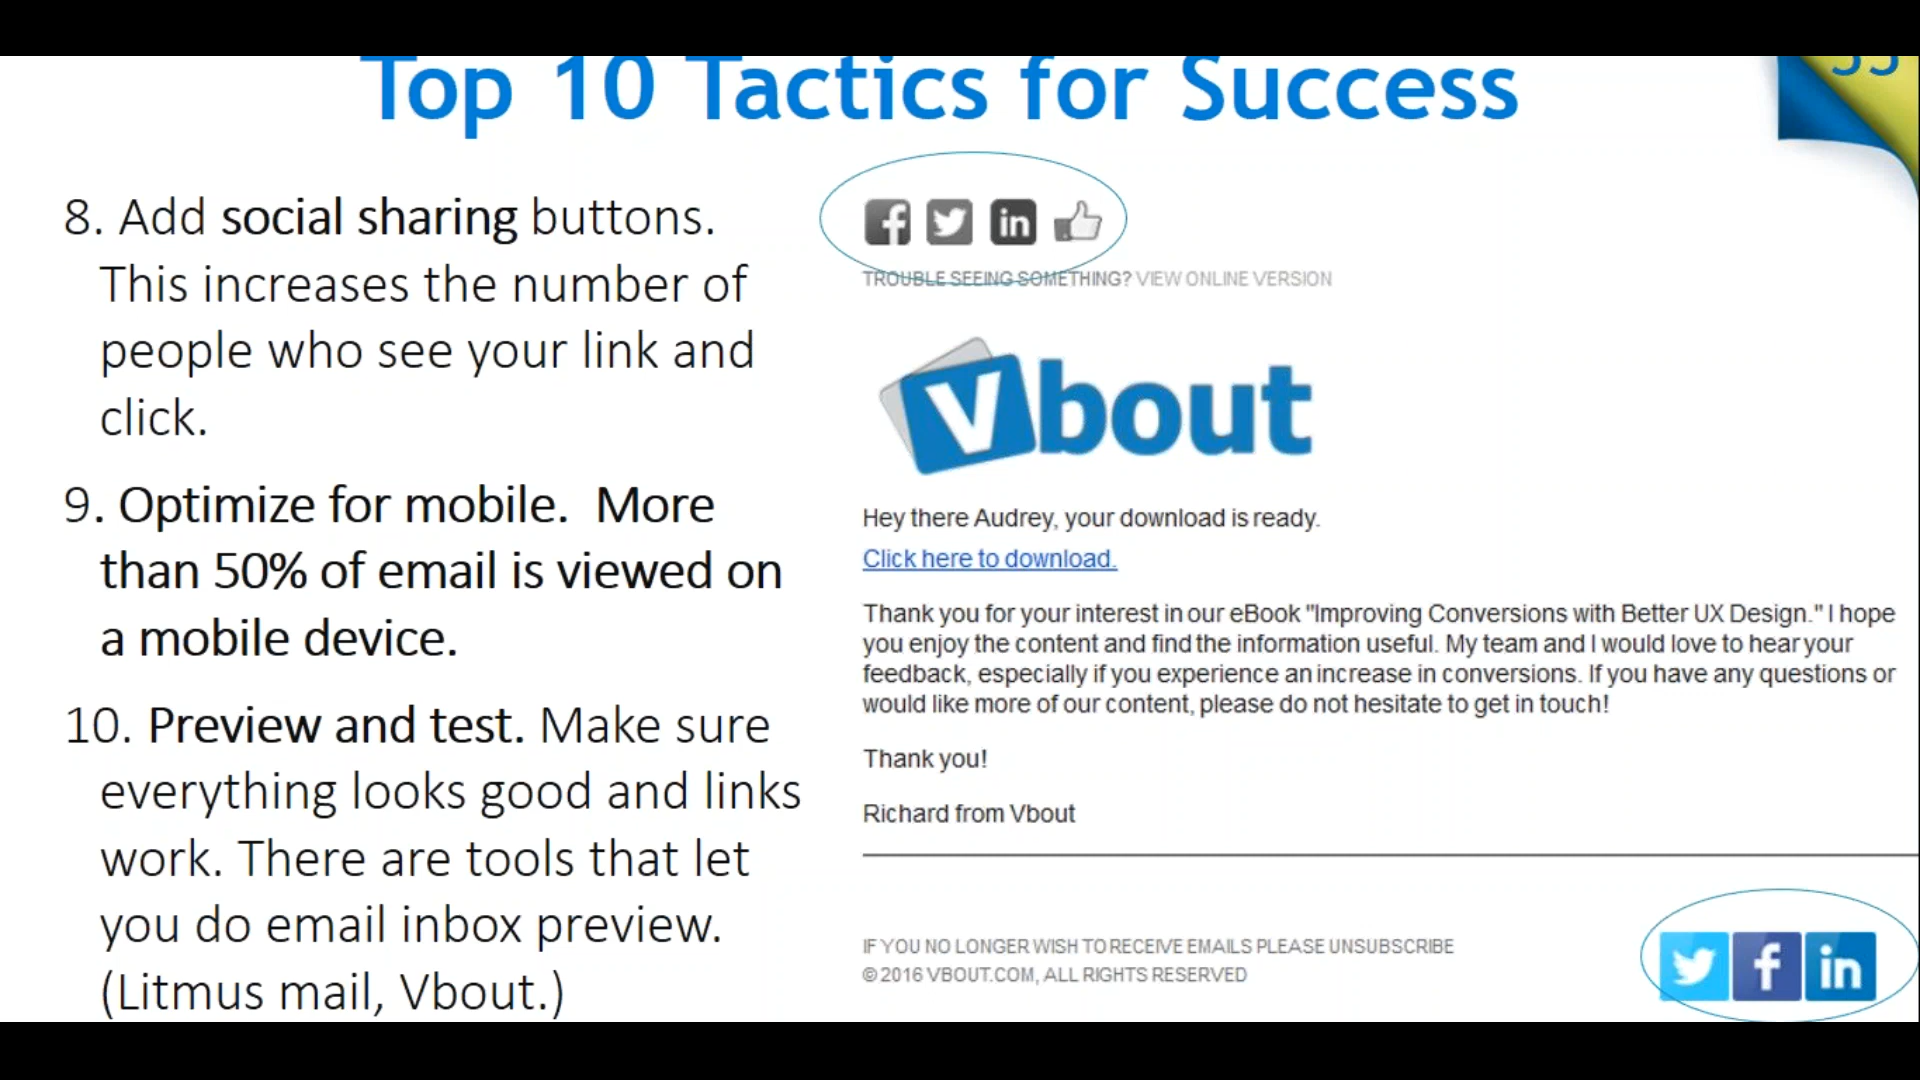 Top 10 Tactics for Success
8. Add social sharing buttons.
This increases the number of
people who see your link and
click.
9. Optimize for mobile.  More
than 50% of email is viewed on
a mobile device.
10. Preview and test. Make sure
everything looks good and links
work. There are tools that let
you do email inbox preview.
(Litmus mail, Vbout.)
f in
TROUBLE SEEING SOMETHING? VIEW ONLINE VERSION
Vbout
Hey there Audrey, your download is ready.
Click here to download.
Thank you for your interest in our eBook "Improving Conversions with Better UX Design." I hope
you enjoy the content and find the information useful. My team and I would love to hear your
feedback, especially if you experience an increase in conversions. If you have any questions or
would like more of our content, please do not hesitate to get in touch!
Thank you!
Richard from Vbout
IF YOU NO LONGER WISH TO RECEIVE EMAILS PLEASE UNSUBSCRIBE
© 2016 VBOUT.COM, ALL RIGHTS RESERVED
f in